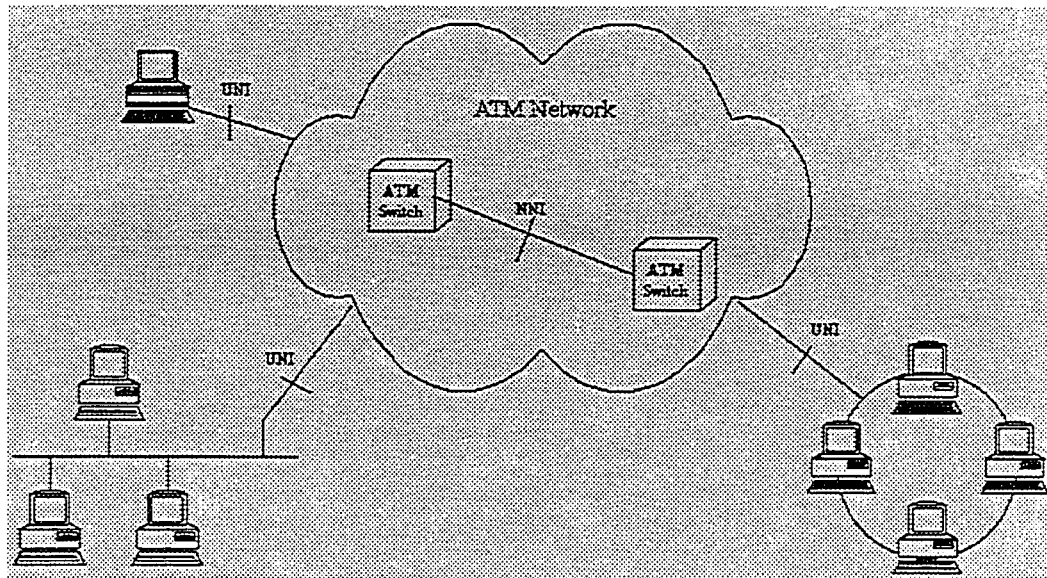 UNI
ATM Network
ATM
Switch
NNI
ATM
Switch
UNI
UNI